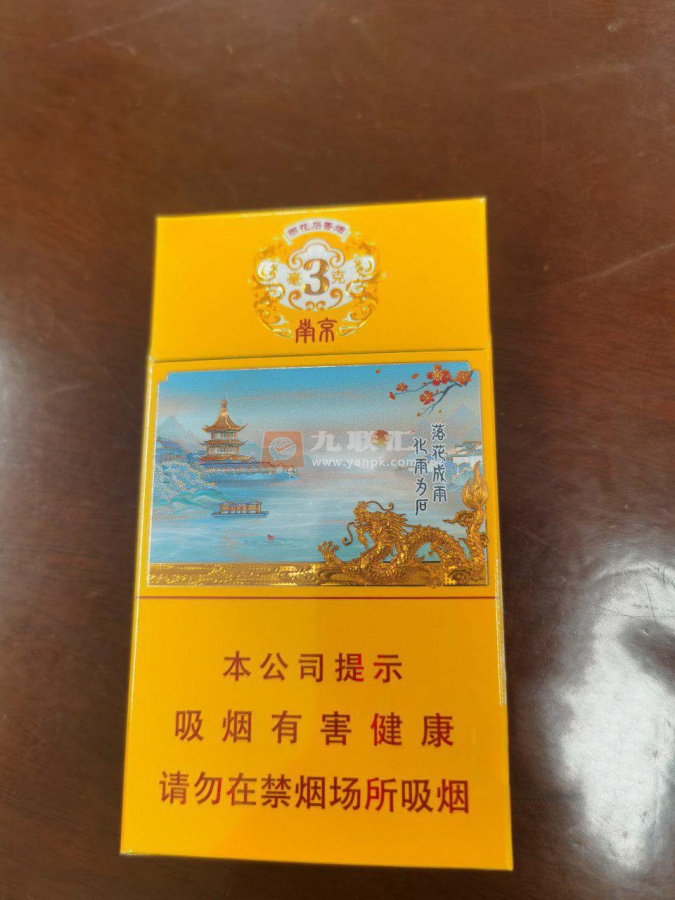 雨花石香烟
毫 3 克
南京
落花成雨
化雨为石
九联汇
www.yanpk.com
本公司提示
吸烟有害健康
请勿在禁烟场所吸烟